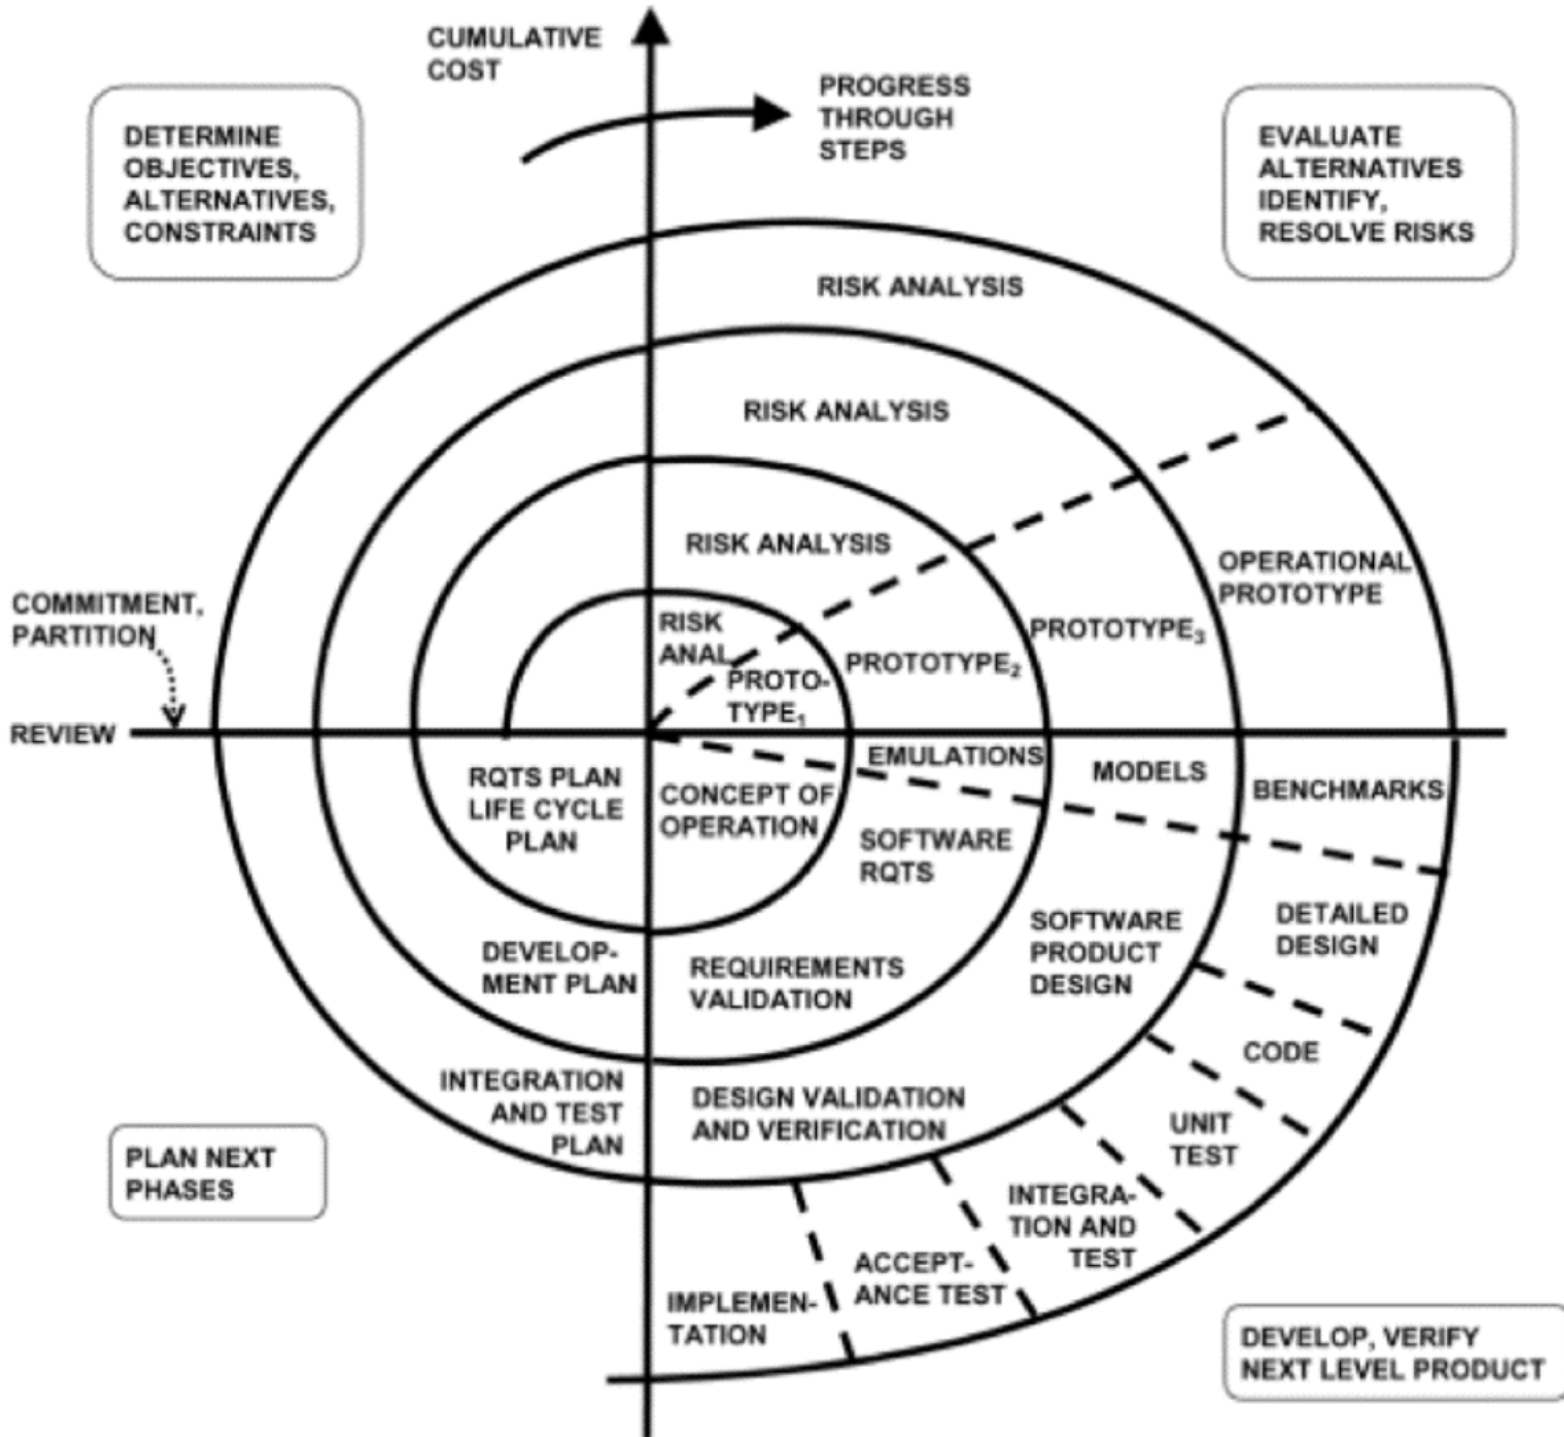 CUMULATIVE
COST
PROGRESS
THROUGH
STEPS
DETERMINE
OBJECTIVES,
ALTERNATIVES,
CONSTRAINTS
EVALUATE
ALTERNATIVES
IDENTIFY,
RESOLVE RISKS
RISK ANALYSIS
RISK ANALYSIS
RISK ANALYSIS
RISK
ANAL.
OPERATIONAL
PROTOTYPE
PROTOTYPE₃
PROTOTYPE₂
PROTO-
TYPE₁
COMMITMENT,
PARTITION
REVIEW
EMULATIONS
MODELS
BENCHMARKS
RQTS PLAN
LIFE CYCLE
PLAN
CONCEPT OF
OPERATION
SOFTWARE
RQTS
SOFTWARE
PRODUCT
DESIGN
DETAILED
DESIGN
DEVELOP-
MENT PLAN
REQUIREMENTS
VALIDATION
CODE
INTEGRATION
AND TEST
PLAN
DESIGN VALIDATION
AND VERIFICATION
UNIT
TEST
PLAN NEXT
PHASES
INTEGRA-
TION AND
TEST
ACCEPT-
ANCE TEST
IMPLEMEN-
TATION
DEVELOP, VERIFY
NEXT LEVEL PRODUCT